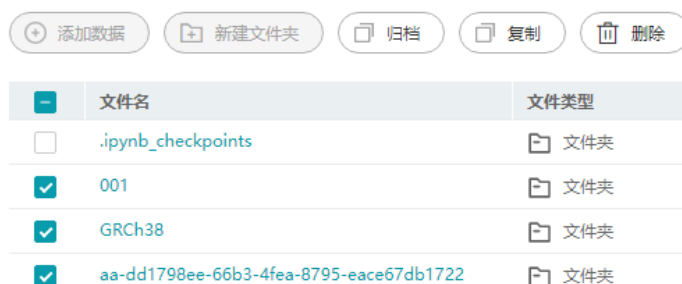 添加数据 新建文件夹 归档 复制 删除
文件名 文件类型
.ipynb_checkpoints 文件夹
001 文件夹
GRCh38 文件夹
aa-dd1798ee-66b3-4fea-8795-eace67db1722 文件夹